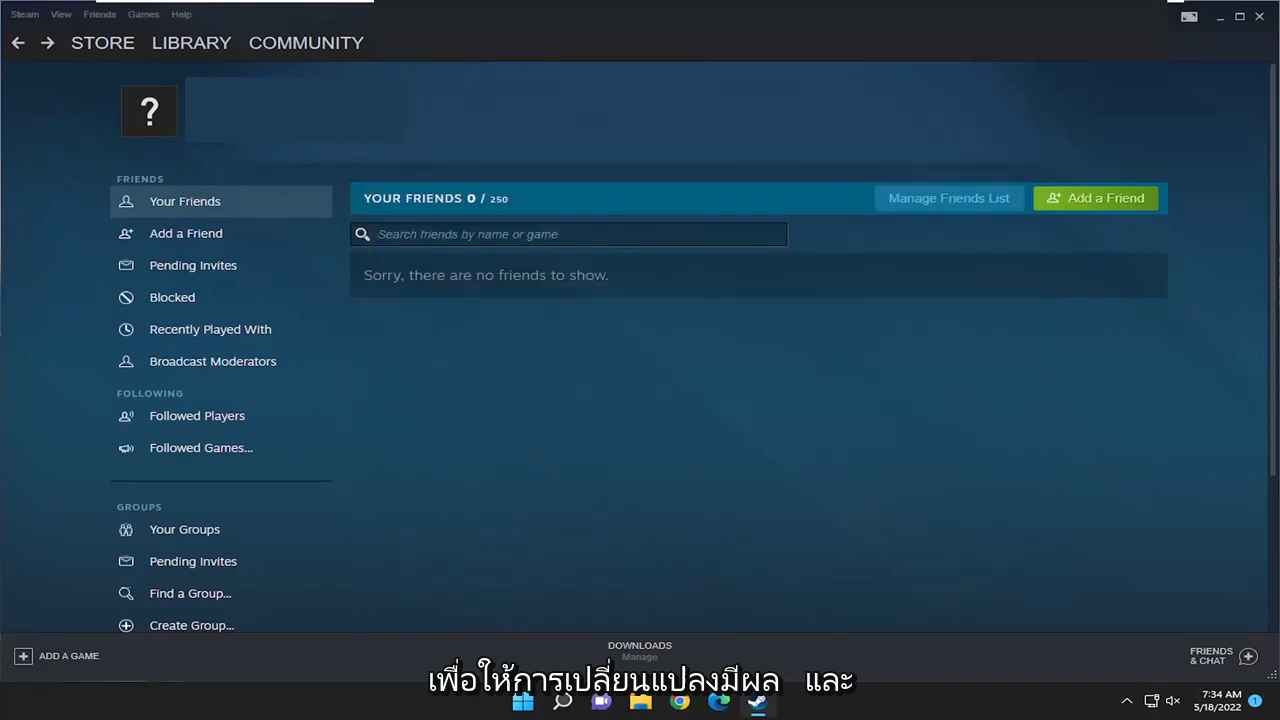 Steam View Friends Games Help
STORE LIBRARY COMMUNITY
?
FRIENDS
Your Friends
Add a Friend
Pending Invites
Blocked
Recently Played With
Broadcast Moderators
FOLLOWING
Followed Players
Followed Games...
GROUPS
Your Groups
Pending Invites
Find a Group...
Create Group...
YOUR FRIENDS 0 / 250
Manage Friends List
Add a Friend
Search friends by name or game
Sorry, there are no friends to show.
ADD A GAME
DOWNLOADS
Manage
FRIENDS
& CHAT
เพื่อให้การเปลี่ยนแปลงมีผล และ
7:34 AM
5/18/2022
1